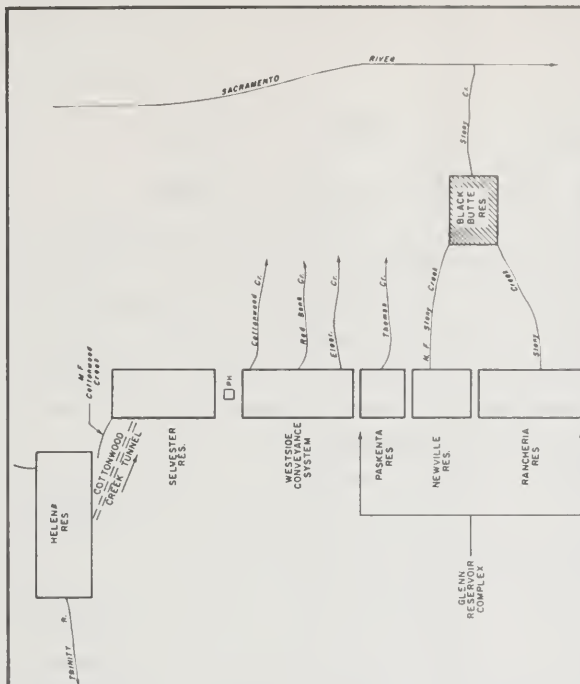 SACRAMENTO
RIVER
Stony Cr.
BLACK
BUTTE
RES
Cottonwood Cr.
Red Bank Cr.
Elder Cr.
Thomes Cr.
N. F. Stony Creek
Stony Creek
M F
Cottonwood
Creek
COTTONWOOD
CREEK TUNNEL
HELENA
RES
TRINITY R.
SELVESTER
RES.
PH
WESTSIDE
CONVEYANCE
SYSTEM
PASKENTA
RES
NEWVILLE
RES.
RANCHERIA
RES
GLENN
RESERVOIR
COMPLEX